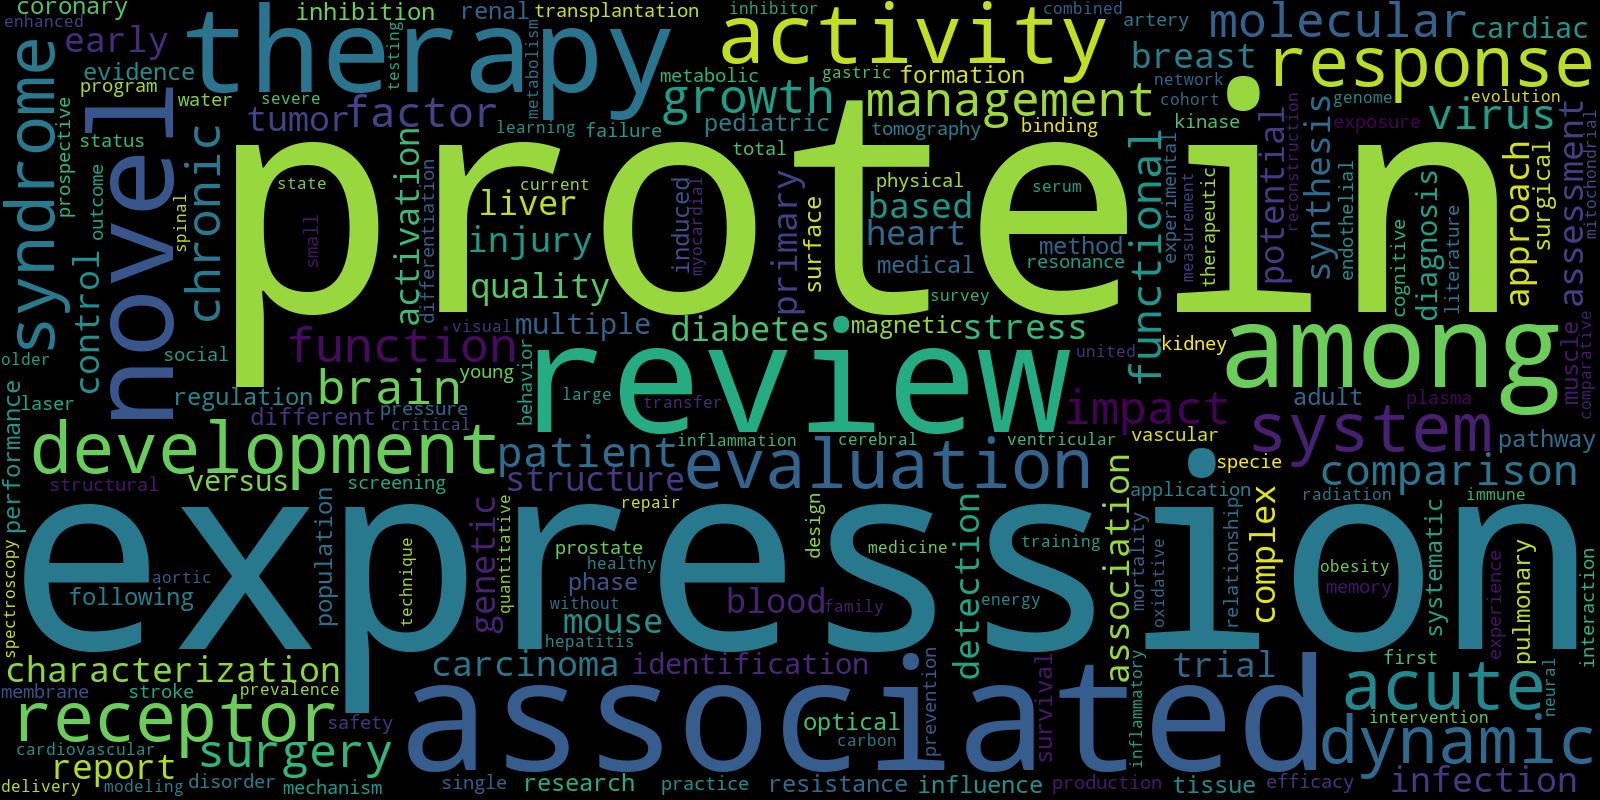 coronary
enhanced
early
evidence
program
water
syndrome
prospective
status
outcome
control
novel
spinal
chronic
older
social
therapy
inhibition
renal
transplantation
testing
metabolism
severe
tumor
factor
learning
failure
inhibitor
combined
activity
artery
molecular
cardiac
breast
response
metabolic
gastric
formation
growth
management
network
cohort
genome
evolution
pediatric
tomography
binding
kinase
exposure
virus
total
protein
state
small
activation
differentiation
current
liver
injury
quality
induced
myocardial
primary
surface
physical
based
heart
medical
serum
method
resonance
survey
functional
experimental
measurement
therapeutic
potential
reconstruction
synthesis
endothelial
cognitive
diagnosis
literature
approach
surgical
assessment
mitochondrial
function
visual
multiple
diabetes
magnetic
stress
united
kidney
among
muscle
comparative
brain
young
behavior
review
large
transfer
regulation
different
pressure
critical
laser
performance
impact
adult
plasma
system
pathway
development
patient
inflammation
cerebral
ventricular
vascular
specie
comparison
structural
versus
screening
structure
evaluation
application
radiation
immune
expression
repair
population
technique
genetic
quantitative
prostate
healthy
phase
without
mouse
hepatitis
design
medicine
blood
family
detection
training
energy
association
mortality
oxidative
relationship
complex
obesity
memory
systematic
experience
pulmonary
interaction
spectroscopy
aortic
following
characterization
carcinoma
identification
trial
first
membrane
stroke
prevalence
receptor
safety
associated
optical
carbon
prevention
survival
inflammatory
acute
neural
intervention
dynamic
cardiovascular
surgery
report
delivery
modeling
disorder
mechanism
single
research
practice
resistance
influence
production
tissue
efficacy
infection